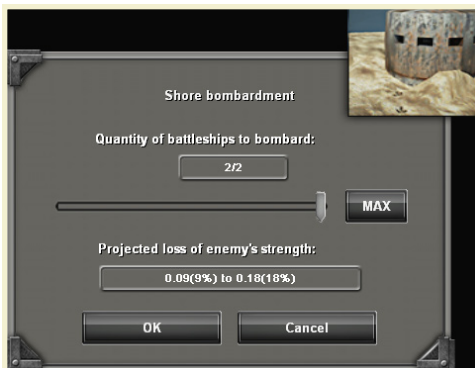 Shore bombardment
Quantity of battleships to bombard:
2/2
MAX
Projected loss of enemy's strength:
0.09(9%) to 0.18(18%)
OK
Cancel